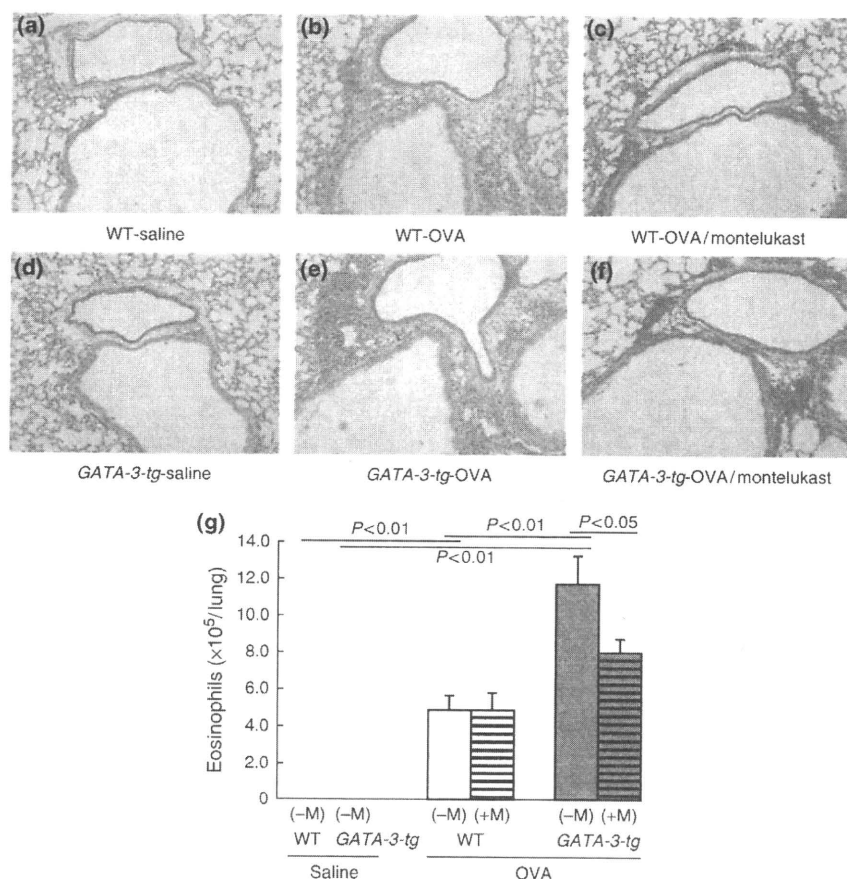 (a) (b) (c)
WT-saline WT-OVA WT-OVA/montelukast
(d) (e) (f)
GATA-3-tg-saline GATA-3-tg-OVA GATA-3-tg-OVA/montelukast
(g)
P<0.01 P<0.01 P<0.05
P<0.01
Eosinophils (×10⁵/lung)
14.0
12.0
10.0
8.0
6.0
4.0
2.0
0
(–M) (–M) (–M) (+M) (–M) (+M)
WT GATA-3-tg WT GATA-3-tg
Saline OVA